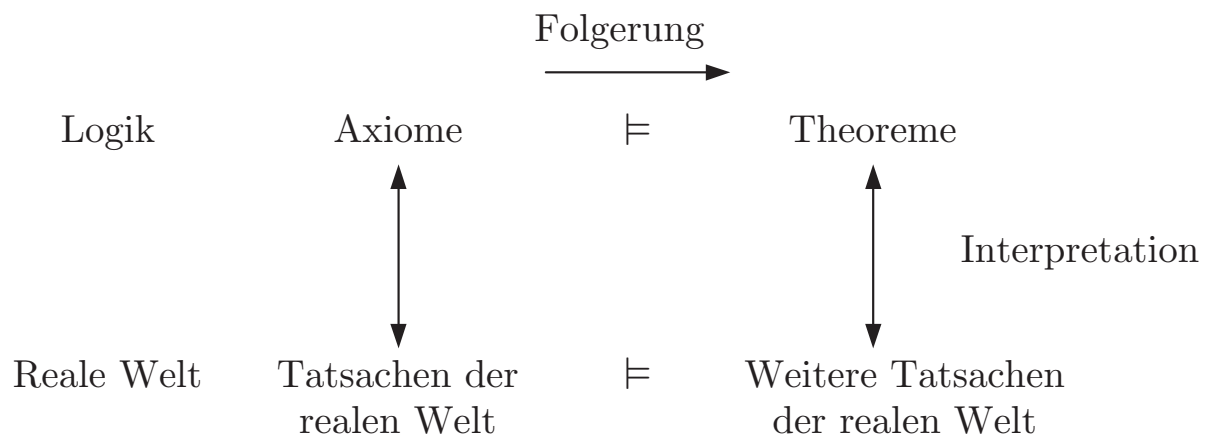 Folgerung
Logik Axiome ⊨ Theoreme
Interpretation
Reale Welt Tatsachen der ⊨ Weitere Tatsachen
realen Welt der realen Welt